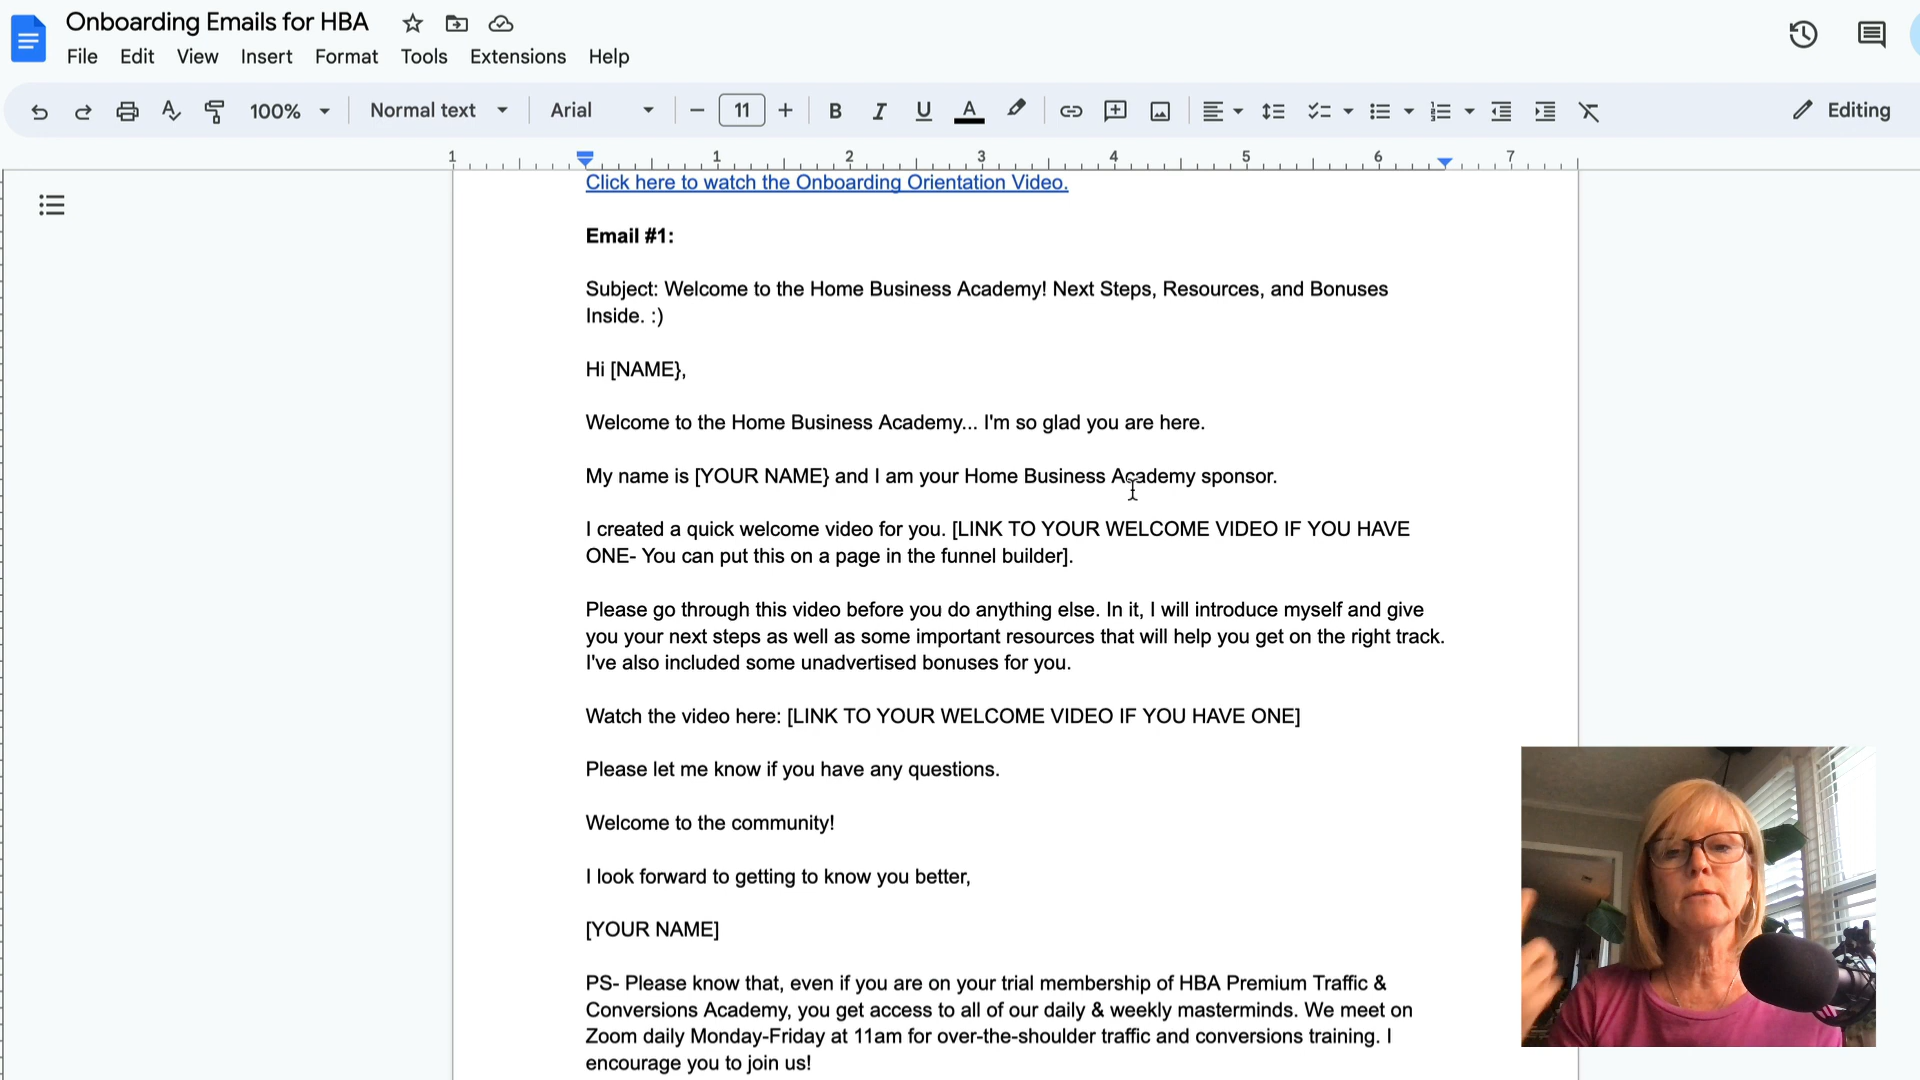 Onboarding Emails for HBA
File Edit View Insert Format Tools Extensions Help
100% Normal text Arial 11 Editing
1 1 2 3 4 5 6 7
Click here to watch the Onboarding Orientation Video.
Email #1:
Subject: Welcome to the Home Business Academy! Next Steps, Resources, and Bonuses
Inside. :)
Hi [NAME},
Welcome to the Home Business Academy... I'm so glad you are here.
My name is [YOUR NAME} and I am your Home Business Academy sponsor.
I created a quick welcome video for you. [LINK TO YOUR WELCOME VIDEO IF YOU HAVE
ONE- You can put this on a page in the funnel builder].
Please go through this video before you do anything else. In it, I will introduce myself and give
you your next steps as well as some important resources that will help you get on the right track.
I've also included some unadvertised bonuses for you.
Watch the video here: [LINK TO YOUR WELCOME VIDEO IF YOU HAVE ONE]
Please let me know if you have any questions.
Welcome to the community!
I look forward to getting to know you better,
[YOUR NAME]
PS- Please know that, even if you are on your trial membership of HBA Premium Traffic &
Conversions Academy, you get access to all of our daily & weekly masterminds. We meet on
Zoom daily Monday-Friday at 11am for over-the-shoulder traffic and conversions training. I
encourage you to join us!